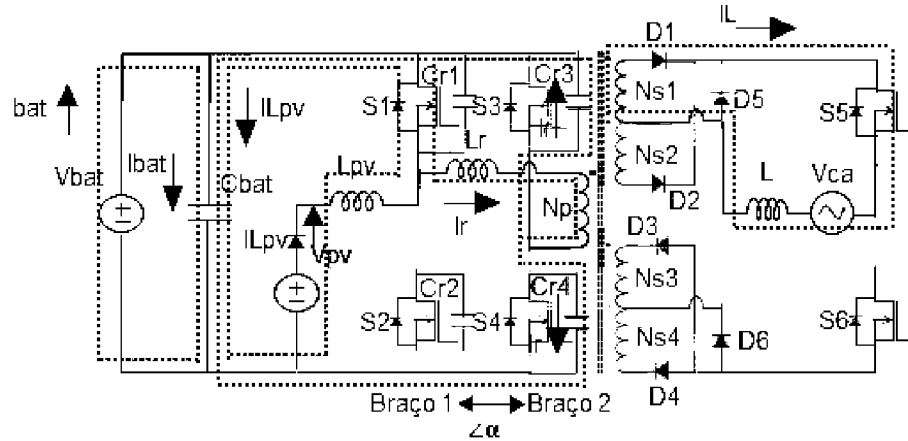 IL
D1
Cr1
Cr3
bat
ILpv
S1
S3
Ns1
D5
S5
Lr
Ibat
Lpv
Ns2
L
Vca
Vbat
Cbat
D2
Ir
Np
D3
ILpv
Vpv
Ns3
Cr2
Cr4
S2
S4
Ns4
D6
S6
D4
Braço 1
Braço 2
∠α